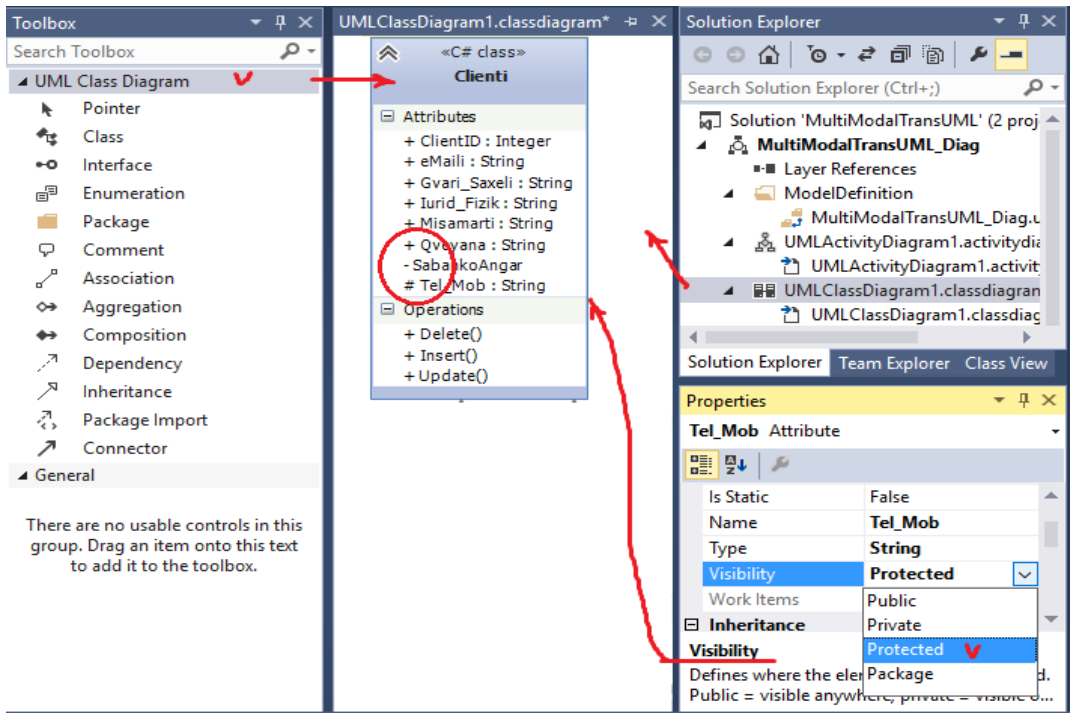 Toolbox
Search Toolbox
UML Class Diagram
Pointer
Class
Interface
Enumeration
Package
Comment
Association
Aggregation
Composition
Dependency
Inheritance
Package Import
Connector
General
There are no usable controls in this
group. Drag an item onto this text
to add it to the toolbox.
UMLClassDiagram1.classdiagram*
«C# class»
Clienti
Attributes
+ ClientID : Integer
+ eMaili : String
+ Gvari_Saxeli : String
+ Iurid_Fizik : String
+ Misamarti : String
+ Qveyana : String
- SabankoAngar
# Tel_Mob : String
Operations
+ Delete()
+ Insert()
+ Update()
Solution Explorer
Search Solution Explorer (Ctrl+;)
Solution 'MultiModalTransUML' (2 proj
MultiModalTransUML_Diag
Layer References
ModelDefinition
MultiModalTransUML_Diag.u
UMLActivityDiagram1.activitydia
UMLActivityDiagram1.activit
UMLClassDiagram1.classdiagran
UMLClassDiagram1.classdiag
Solution Explorer Team Explorer Class View
Properties
Tel_Mob Attribute
Is Static False
Name Tel_Mob
Type String
Visibility Protected
Work Items
Inheritance
Public
Private
Protected
Package
Visibility
Defines where the eler d.
Public = visible anywhere, private = visible o...